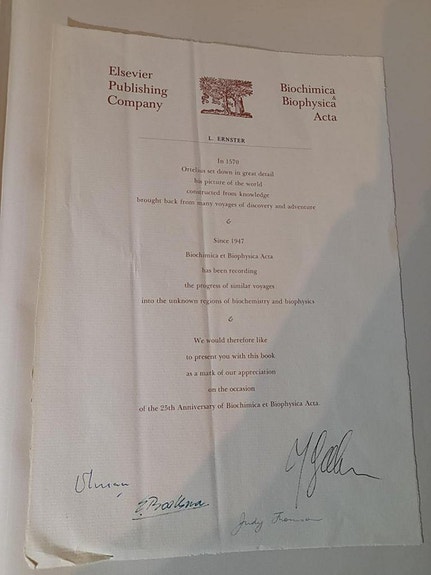 Elsevier
Publishing
Company
Biochimica
&
Biophysica
Acta
L. ERNSTER
In 1570
Ortelius set down in great detail
his picture of the world
constructed from knowledge
brought back from many voyages of discovery and adventure
&
Since 1947
Biochimica et Biophysica Acta
has been recording
the progress of similar voyages
into the unknown regions of biochemistry and biophysics
&
We would therefore like
to present you with this book
as a mark of our appreciation
on the occasion
of the 25th Anniversary of Biochimica et Biophysica Acta.
Judy